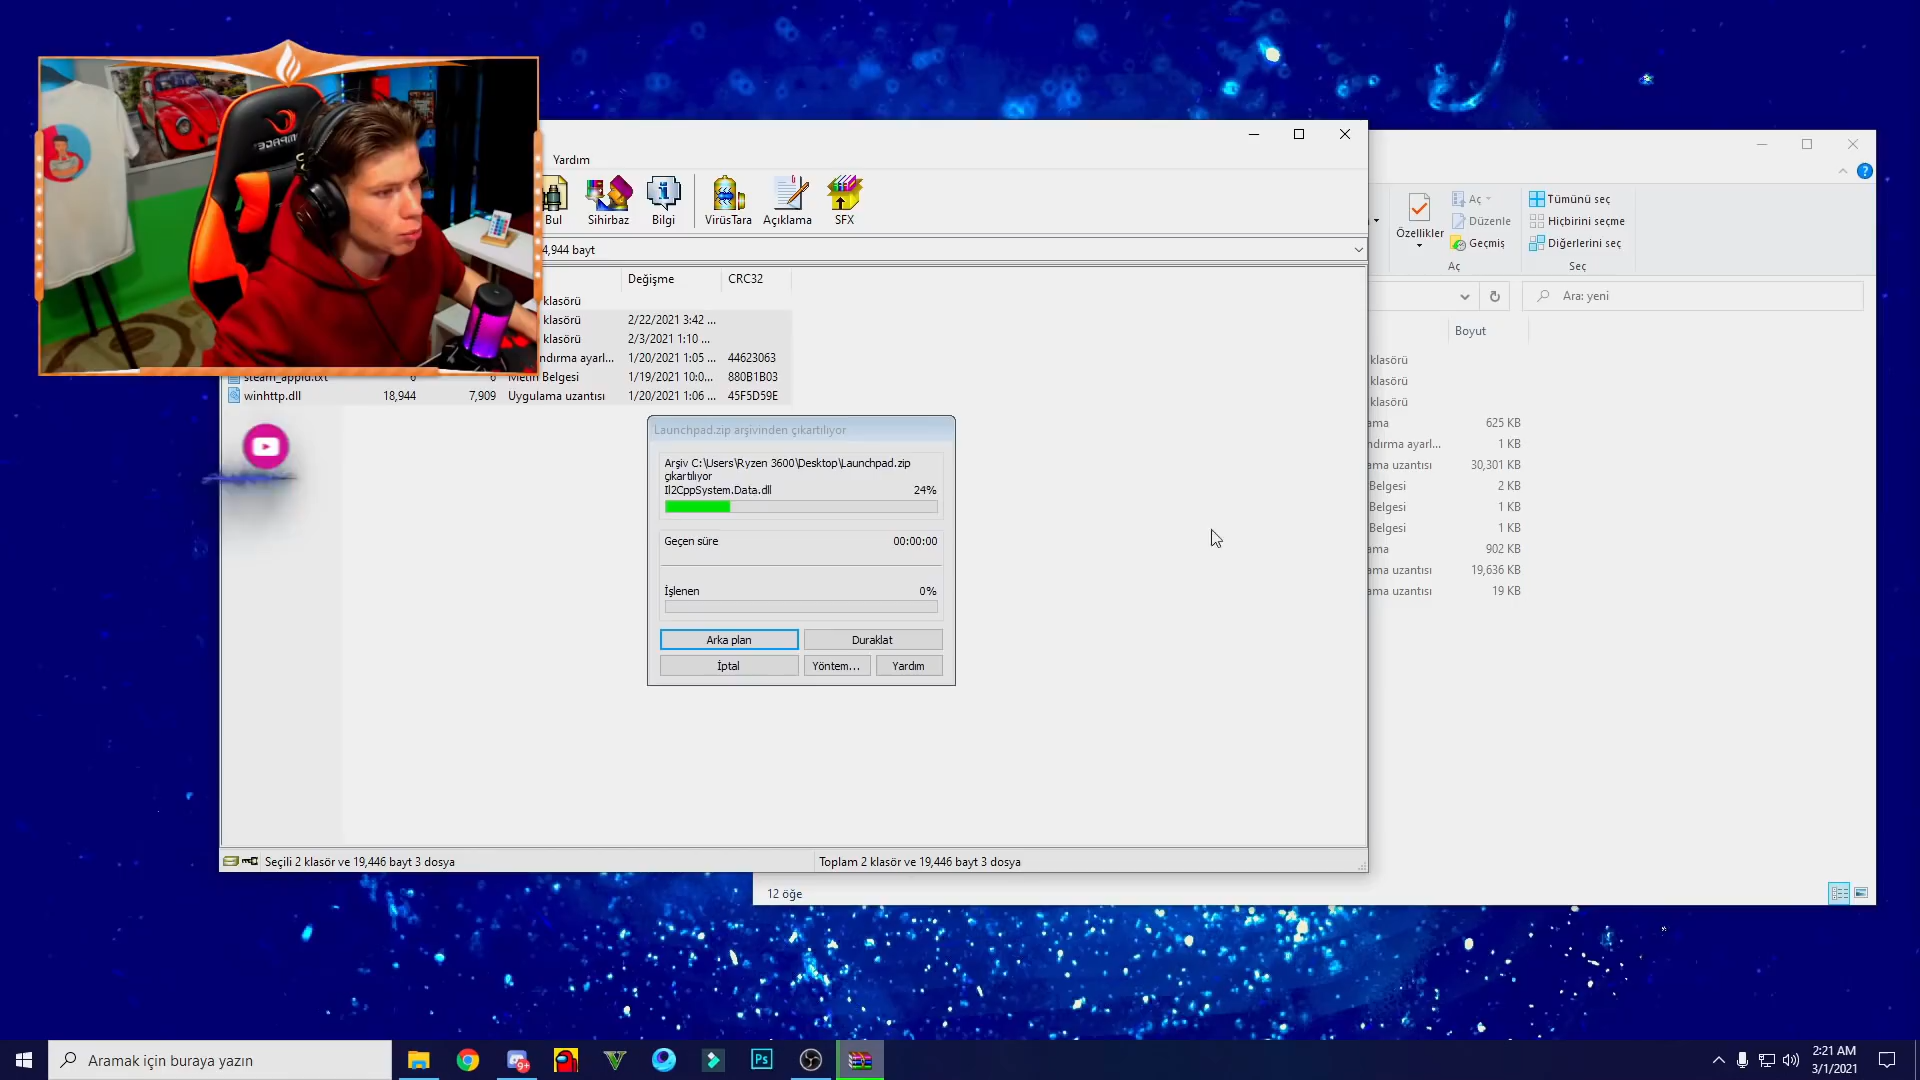 Yardım
Bul
Sihirbaz
Bilgi
VirüsTara
Açıklama
SFX
4,944 bayt
Değişme
CRC32
klasörü
klasörü
2/22/2021 3:42 ...
klasörü
2/3/2021 1:10 ...
ndırma ayarl...
1/20/2021 1:05 ...
44623063
steam_appid.txt
6
6
Metin Belgesi
1/19/2021 10:0...
880B1B03
winhttp.dll
18,944
7,909
Uygulama uzantısı
1/20/2021 1:06 ...
45F5D59E
Launchpad.zip arşivinden çıkartılıyor
Arşiv C:\Users\Ryzen 3600\Desktop\Launchpad.zip
çıkartılıyor
Il2CppSystem.Data.dll
24%
Geçen süre
00:00:00
İşlenen
0%
Arka plan
Duraklat
İptal
Yöntem...
Yardım
Seçili 2 klasör ve 19,446 bayt 3 dosya
Toplam 2 klasör ve 19,446 bayt 3 dosya
Özellikler
Aç
Düzenle
Geçmiş
Aç
Tümünü seç
Hiçbirini seçme
Diğerlerini seç
Seç
Ara: yeni
Boyut
klasörü
klasörü
klasörü
ama
625 KB
ndırma ayarl...
1 KB
ama uzantısı
30,301 KB
Belgesi
2 KB
Belgesi
1 KB
Belgesi
1 KB
ama
902 KB
ama uzantısı
19,636 KB
ama uzantısı
19 KB
12 öğe
Aramak için buraya yazın
9+
Ps
2:21 AM
3/1/2021